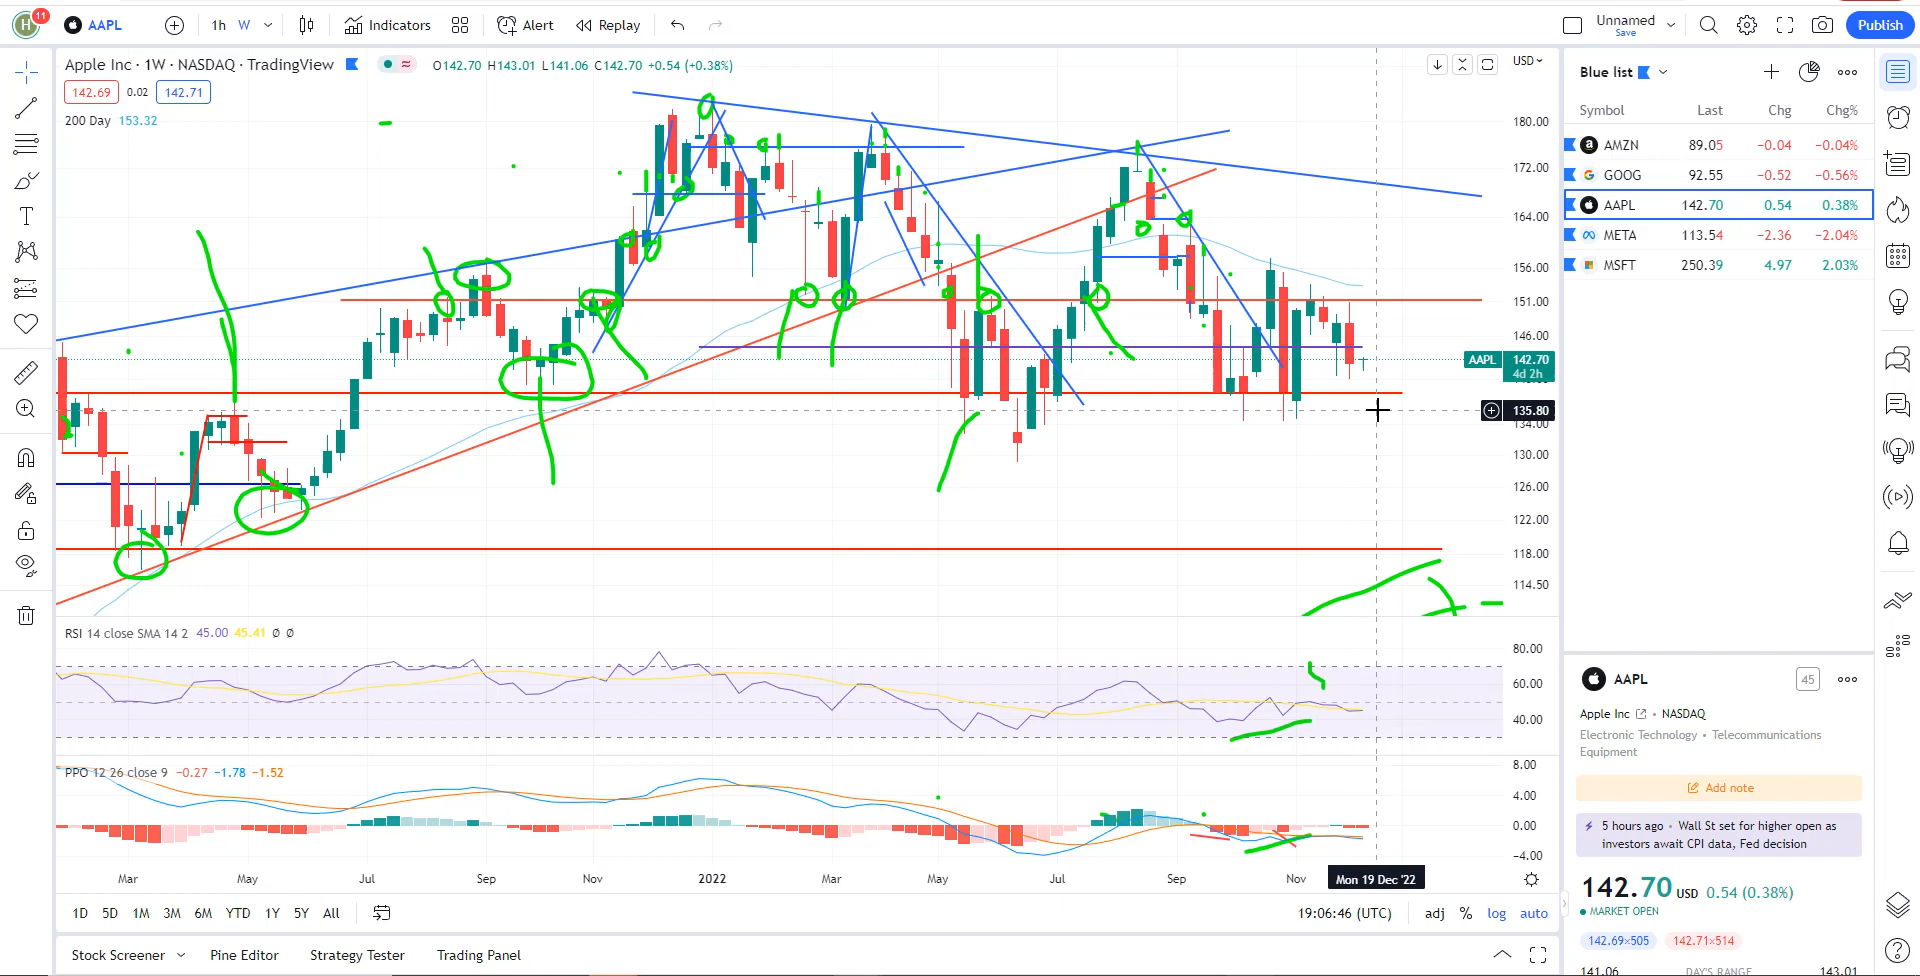 H 11 AAPL 1h W Indicators Alert Replay Unnamed Save Publish
Apple Inc · 1W · NASDAQ · TradingView O142.70 H143.01 L141.06 C142.70 +0.54 (+0.38%) USD
142.69 0.02 142.71
200 Day 153.32
180.00
172.00
164.00
156.00
151.00
146.00
AAPL 142.70
4d 2h
135.80
134.00
130.00
126.00
122.00
118.00
114.50
RSI 14 close SMA 14 2 45.00 45.41 Ø Ø
80.00
60.00
40.00
PPO 12 26 close 9 −0.27 −1.78 −1.52
8.00
4.00
0.00
−4.00
Mar May Jul Sep Nov 2022 Mar May Jul Sep Nov Mon 19 Dec '22
1D 5D 1M 3M 6M YTD 1Y 5Y All 19:06:46 (UTC) adj % log auto
Stock Screener Pine Editor Strategy Tester Trading Panel
Blue list
Symbol Last Chg Chg%
AMZN 89.05 −0.04 −0.04%
GOOG 92.55 −0.52 −0.56%
AAPL 142.70 0.54 0.38%
META 113.54 −2.36 −2.04%
MSFT 250.39 4.97 2.03%
AAPL 45
Apple Inc • NASDAQ
Electronic Technology • Telecommunications
Equipment
Add note
5 hours ago • Wall St set for higher open as
investors await CPI data, Fed decision
142.70 USD 0.54 (0.38%)
MARKET OPEN
142.69×505 142.71×514
141.06 DAY'S RANGE 143.01